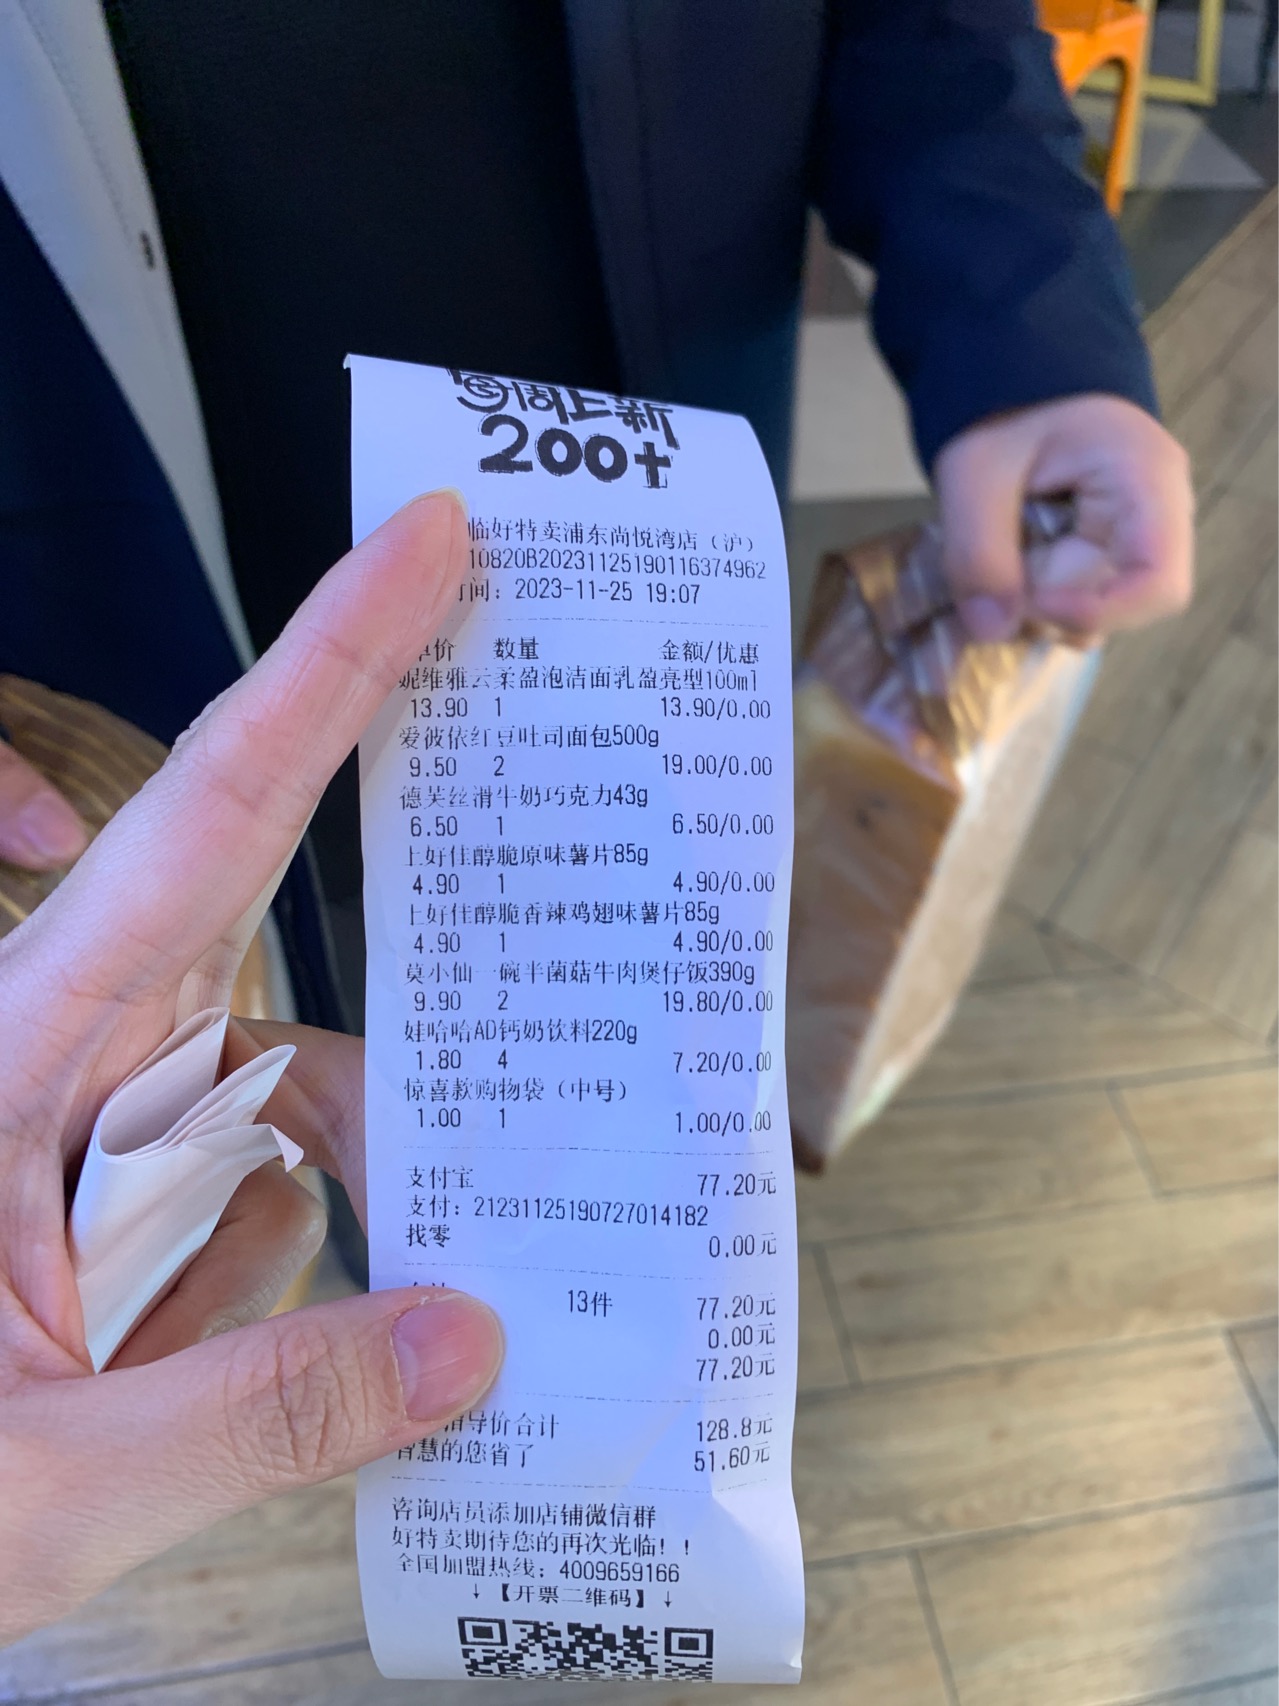 周上新
200+
临好特卖浦东尚悦湾店（沪）
10820B20231125190116374962
间：2023-11-25 19:07
单价 数量 金额/优惠
妮维雅云柔盈泡洁面乳盈亮型100ml
13.90 1 13.90/0.00
爱彼依红豆吐司面包500g
9.50 2 19.00/0.00
德芙丝滑牛奶巧克力43g
6.50 1 6.50/0.00
上好佳醇脆原味薯片85g
4.90 1 4.90/0.00
上好佳醇脆香辣鸡翅味薯片85g
4.90 1 4.90/0.00
莫小仙一碗半菌菇牛肉煲仔饭390g
9.90 2 19.80/0.00
娃哈哈AD钙奶饮料220g
1.80 4 7.20/0.00
惊喜款购物袋（中号）
1.00 1 1.00/0.00
支付宝 77.20元
支付：21231125190727014182
找零 0.00元
13件 77.20元
0.00元
77.20元
指导价合计 128.8元
智慧的您省了 51.60元
咨询店员添加店铺微信群
好特卖期待您的再次光临！！
全国加盟热线：4009659166
↓【开票二维码】↓